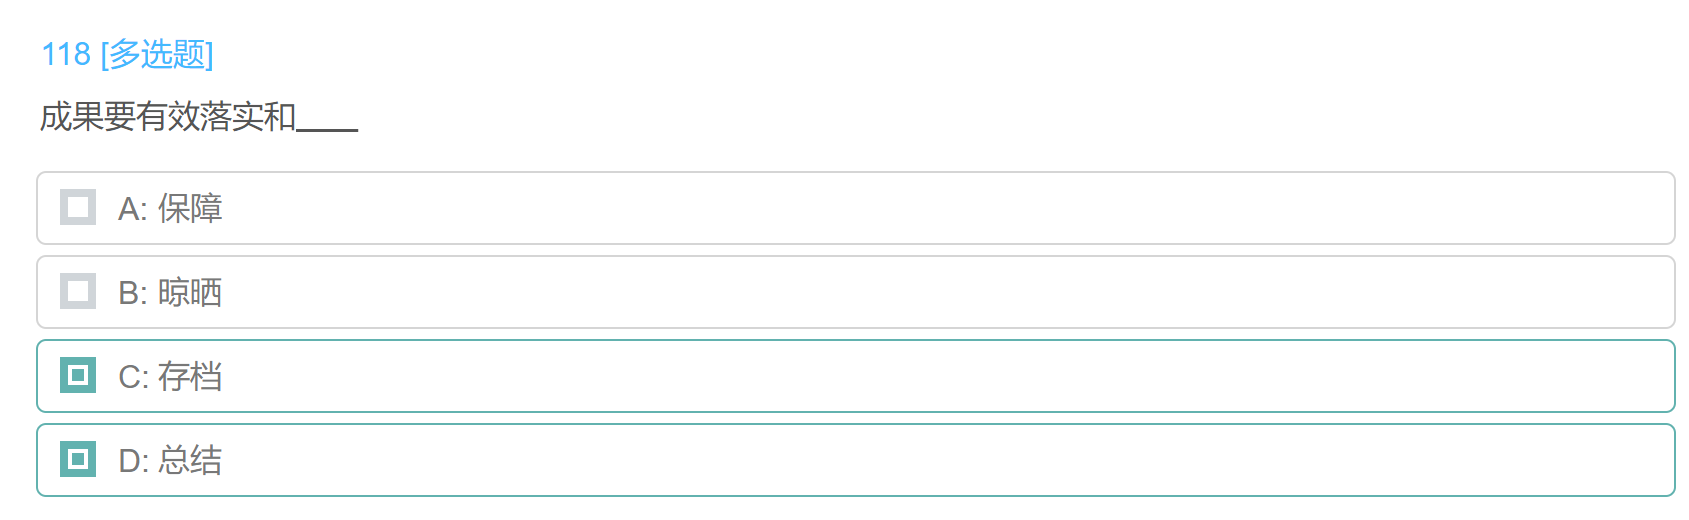 118 [多选题]
成果要有效落实和____
A: 保障
B: 晾晒
C: 存档
D: 总结